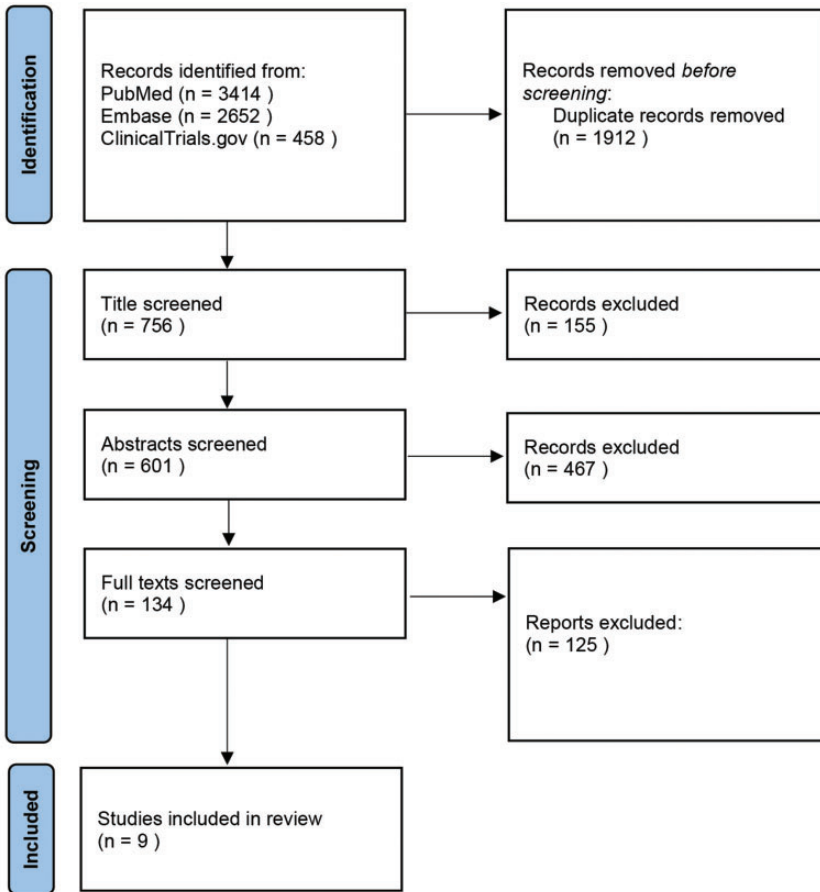 Identification
Records identified from:
PubMed (n = 3414 )
Embase (n = 2652 )
ClinicalTrials.gov (n = 458 )
Records removed before
screening:
Duplicate records removed
(n = 1912 )
Screening
Title screened
(n = 756 )
Records excluded
(n = 155 )
Abstracts screened
(n = 601 )
Records excluded
(n = 467 )
Full texts screened
(n = 134 )
Reports excluded:
(n = 125 )
Included
Studies included in review
(n = 9 )